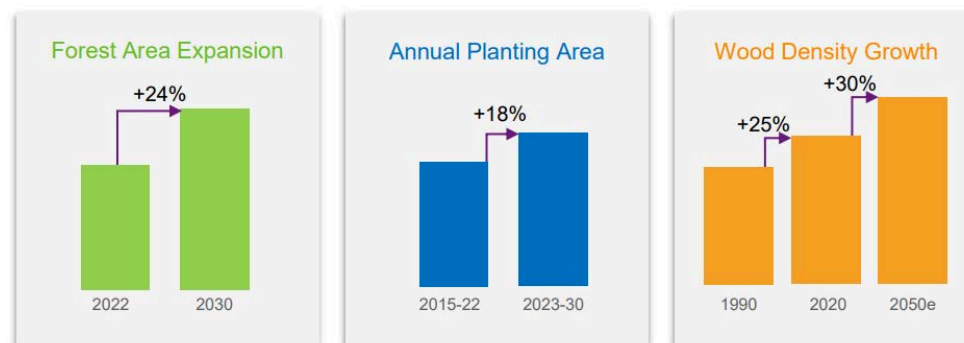 Forest Area Expansion
+24%
2022 2030
Annual Planting Area
+18%
2015-22 2023-30
Wood Density Growth
+25%
+30%
1990 2020 2050e